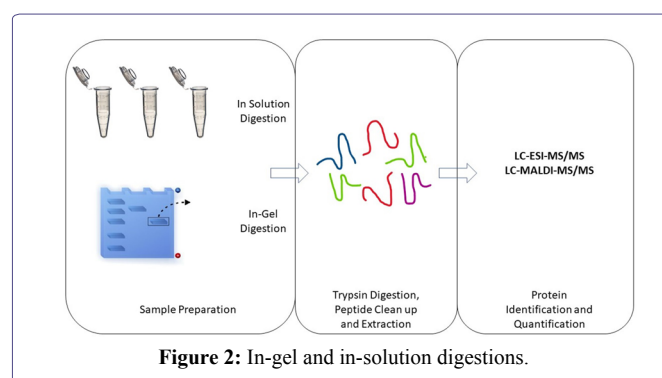 In Solution
Digestion
In-Gel
Digestion
Sample Preparation
Trypsin Digestion,
Peptide Clean up
and Extraction
LC-ESI-MS/MS
LC-MALDI-MS/MS
Protein
Identification and
Quantification
Figure 2: In-gel and in-solution digestions.